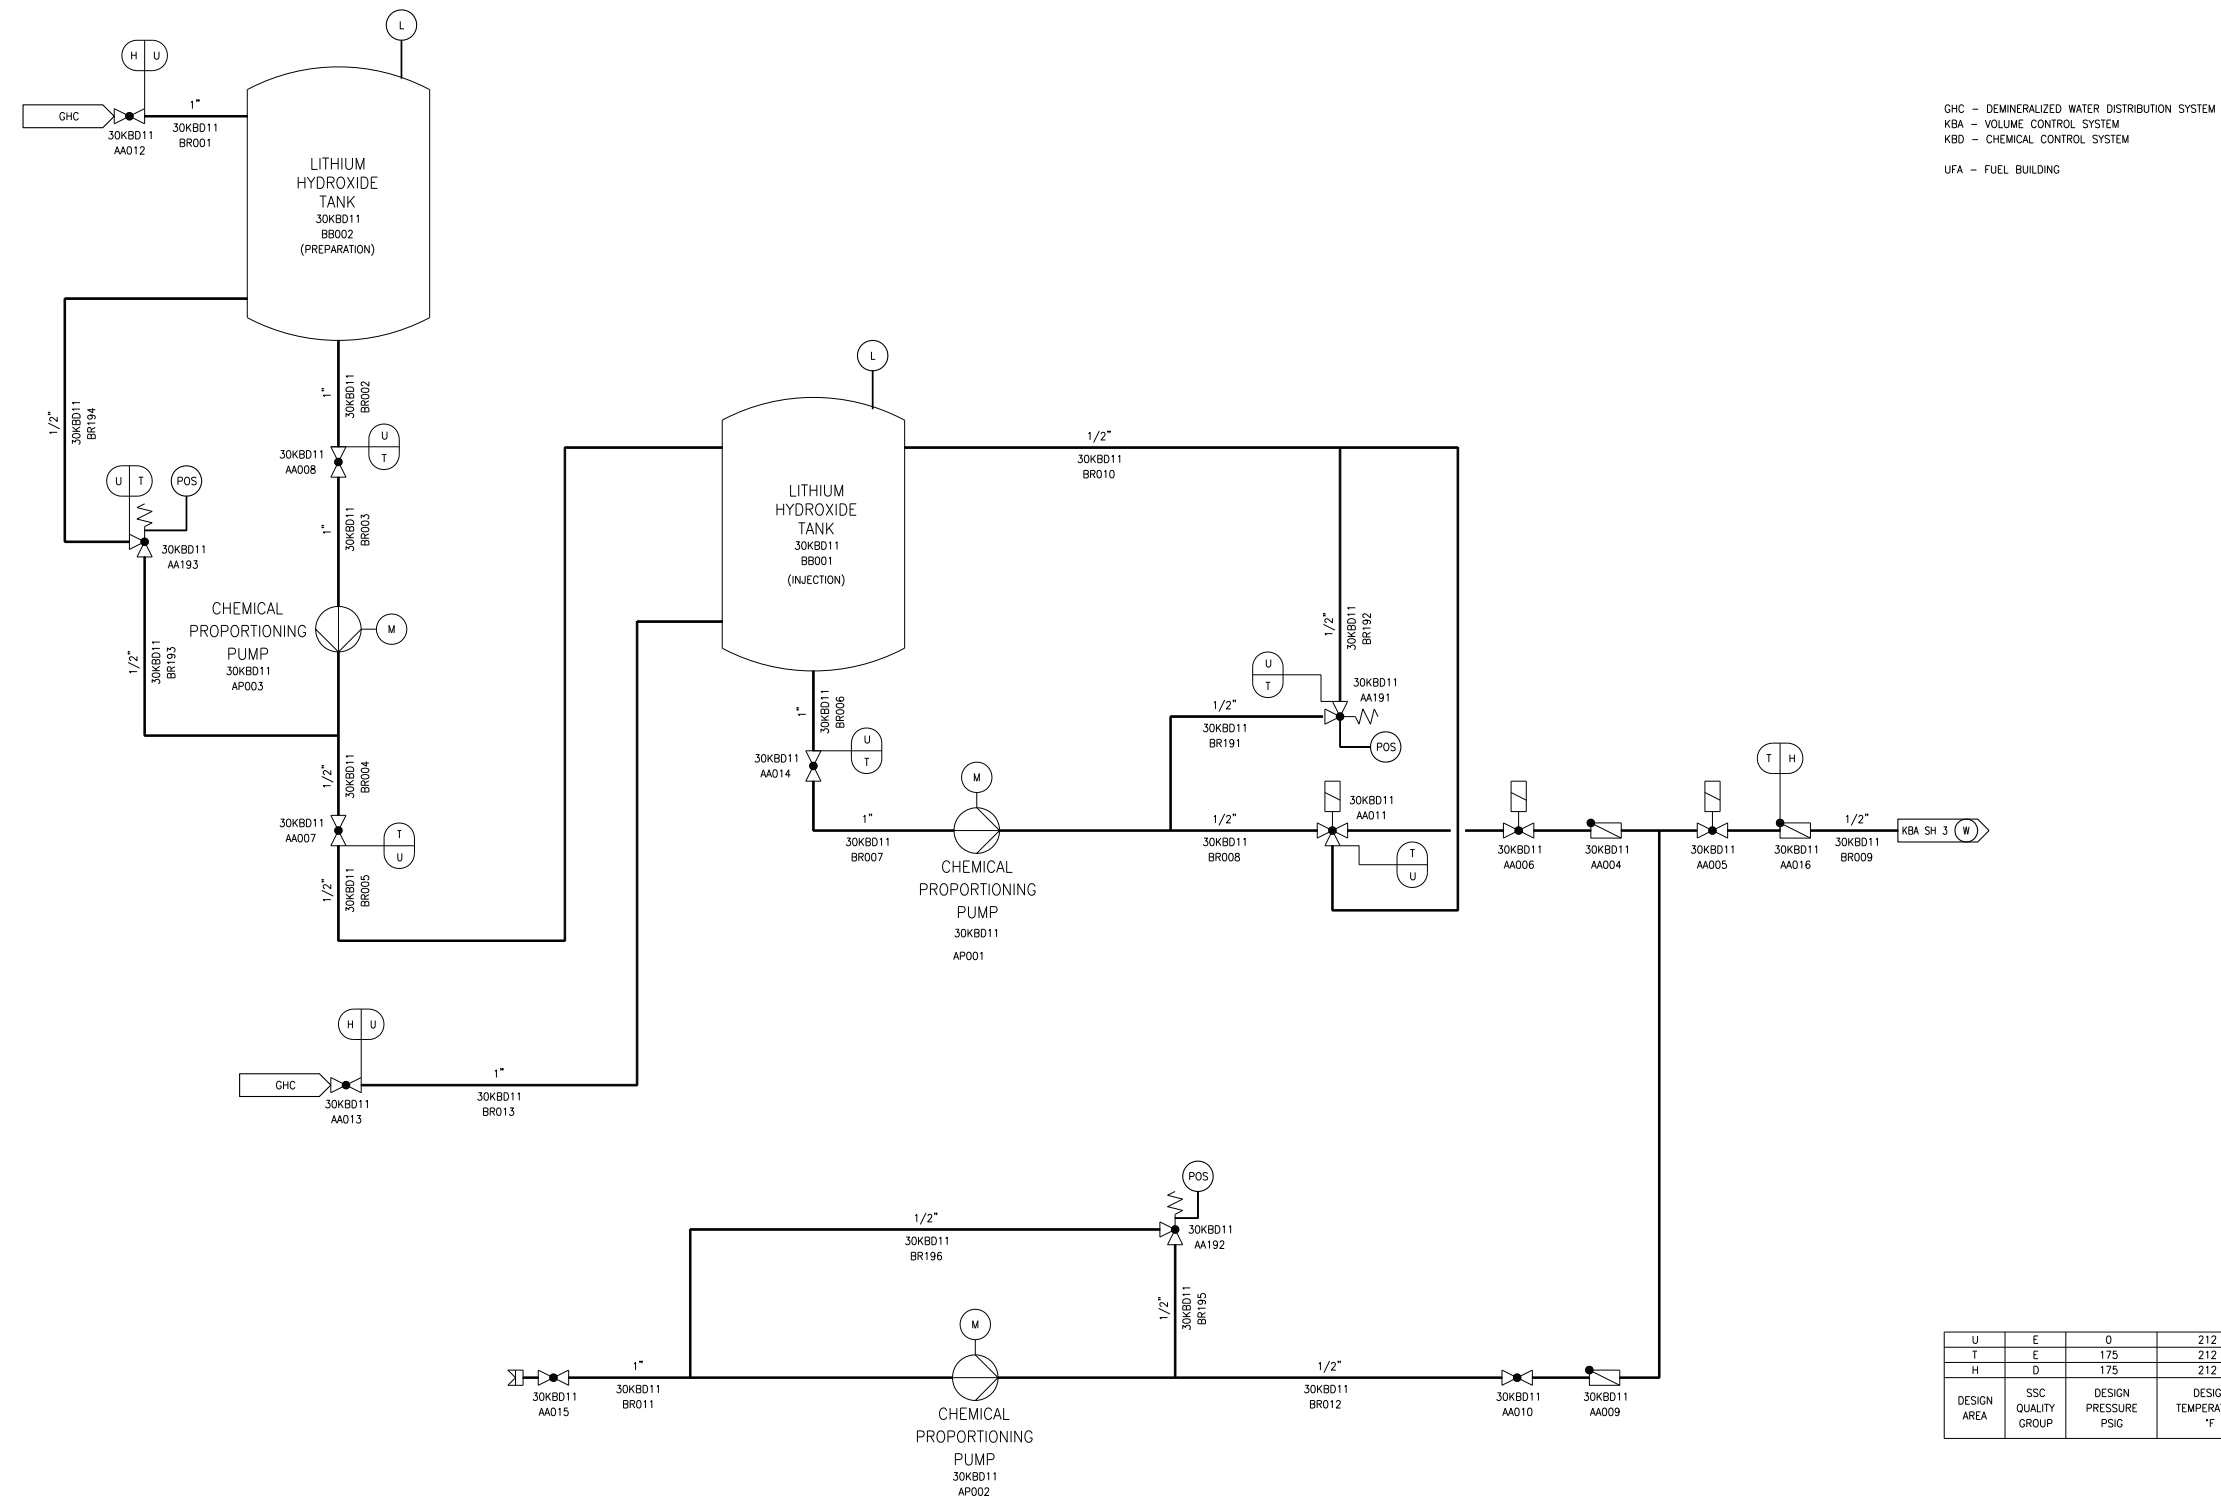 L
H U
GHC
1"
30KBD11
AA012
30KBD11
BR001
GHC – DEMINERALIZED WATER DISTRIBUTION SYSTEM
KBA – VOLUME CONTROL SYSTEM
KBD – CHEMICAL CONTROL SYSTEM
UFA – FUEL BUILDING
LITHIUM
HYDROXIDE
TANK
30KBD11
BB002
(PREPARATION)
1/2"
30KBD11
BR194
1"
30KBD11
BR002
30KBD11
AA008
U
T
U T
POS
30KBD11
AA193
1"
30KBD11
BR003
CHEMICAL
PROPORTIONING
PUMP
30KBD11
AP003
M
1/2"
30KBD11
BR193
1/2"
30KBD11
BR004
30KBD11
AA007
T
U
1/2"
30KBD11
BR005
L
LITHIUM
HYDROXIDE
TANK
30KBD11
BB001
(INJECTION)
1/2"
30KBD11
BR010
1"
30KBD11
BR006
30KBD11
AA014
U
T
1"
30KBD11
BR007
M
CHEMICAL
PROPORTIONING
PUMP
30KBD11
AP001
1/2"
30KBD11
BR192
U
T
30KBD11
AA191
1/2"
30KBD11
BR191
POS
1/2"
30KBD11
BR008
30KBD11
AA011
T
U
30KBD11
AA006
30KBD11
AA004
30KBD11
AA005
T H
30KBD11
AA016
1/2"
30KBD11
BR009
KBA SH 3 W
H U
GHC
30KBD11
AA013
1"
30KBD11
BR013
POS
1/2"
30KBD11
BR196
30KBD11
AA192
1/2"
30KBD11
BR195
M
30KBD11
AA015
1"
30KBD11
BR011
CHEMICAL
PROPORTIONING
PUMP
30KBD11
AP002
1/2"
30KBD11
BR012
30KBD11
AA010
30KBD11
AA009
U E 0 212
T E 175 212
H D 175 212
DESIGN
AREA
SSC
QUALITY
GROUP
DESIGN
PRESSURE
PSIG
DESIG
TEMPERA
°F